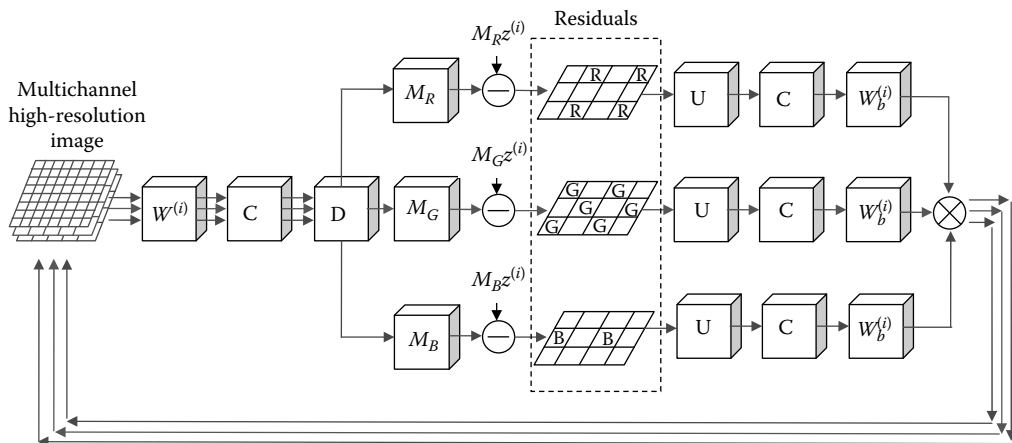 Residuals
M_R z^(i)
R R
R R
M_R
U
C
W_b^(i)
Multichannel
high-resolution
image
M_G z^(i)
W^(i)
C
D
M_G
G G
G G
G G
U
C
W_b^(i)
M_B z^(i)
M_B
B B
U
C
W_b^(i)